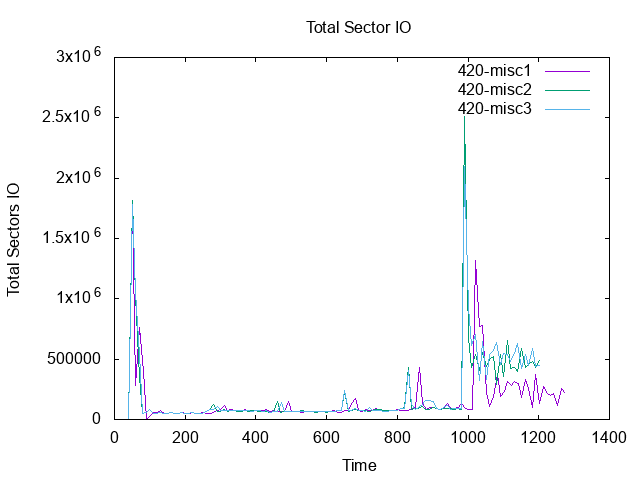 Total Sector IO
3x10^6
2.5x10^6
2x10^6
1.5x10^6
1x10^6
500000
0
Total Sectors IO
420-misc1
420-misc2
420-misc3
0 200 400 600 800 1000 1200 1400
Time